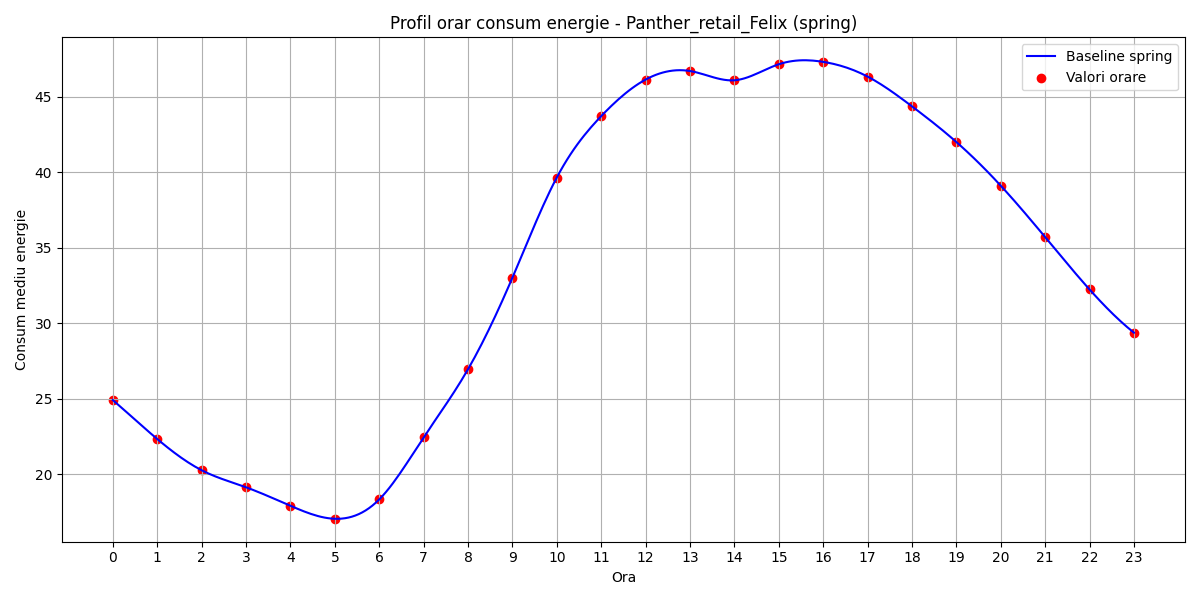 Profil orar consum energie - Panther_retail_Felix (spring)
Baseline spring
Valori orare
Consum mediu energie
45
40
35
30
25
20
0 1 2 3 4 5 6 7 8 9 10 11 12 13 14 15 16 17 18 19 20 21 22 23
Ora